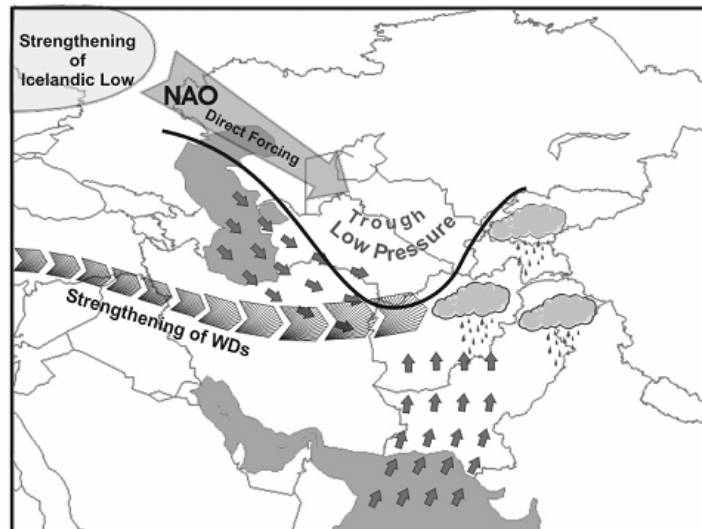 Strengthening
of
Icelandic Low
NAO
Direct Forcing
Trough
Low Pressure
Strengthening of WDs